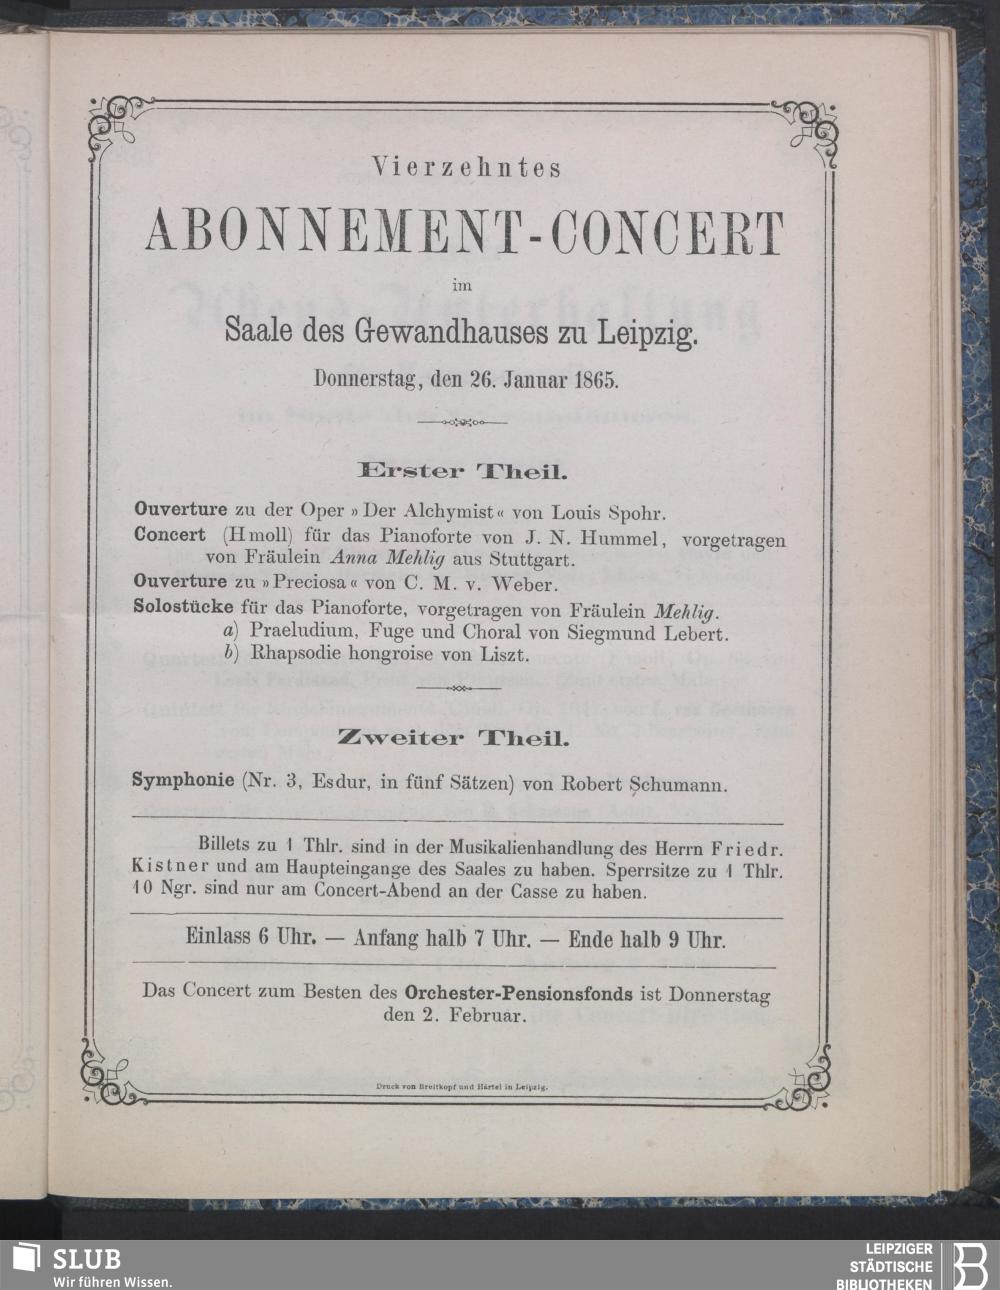 Vierzehntes
ABONNEMENT-CONCERT
im
Saale des Gewandhauses zu Leipzig.
Donnerstag, den 26. Januar 1865.
Erster Theil.
Ouverture zu der Oper »Der Alchymist« von Louis Spohr.
Concert (H moll) für das Pianoforte von J. N. Hummel, vorgetragen
von Fräulein Anna Mehlig aus Stuttgart.
Ouverture zu »Preciosa« von C. M. v. Weber.
Solostücke für das Pianoforte, vorgetragen von Fräulein Mehlig.
a) Praeludium, Fuge und Choral von Siegmund Lebert.
b) Rhapsodie hongroise von Liszt.
Zweiter Theil.
Symphonie (Nr. 3, Es dur, in fünf Sätzen) von Robert Schumann.
Billets zu 1 Thlr. sind in der Musikalienhandlung des Herrn Friedr.
Kistner und am Haupteingange des Saales zu haben. Sperrsitze zu 1 Thlr.
10 Ngr. sind nur am Concert-Abend an der Casse zu haben.
Einlass 6 Uhr. — Anfang halb 7 Uhr. — Ende halb 9 Uhr.
Das Concert zum Besten des Orchester-Pensionsfonds ist Donnerstag
den 2. Februar.
Druck von Breitkopf und Härtel in Leipzig.
SLUB
Wir führen Wissen.
LEIPZIGER
STÄDTISCHE
BIBLIOTHEKEN